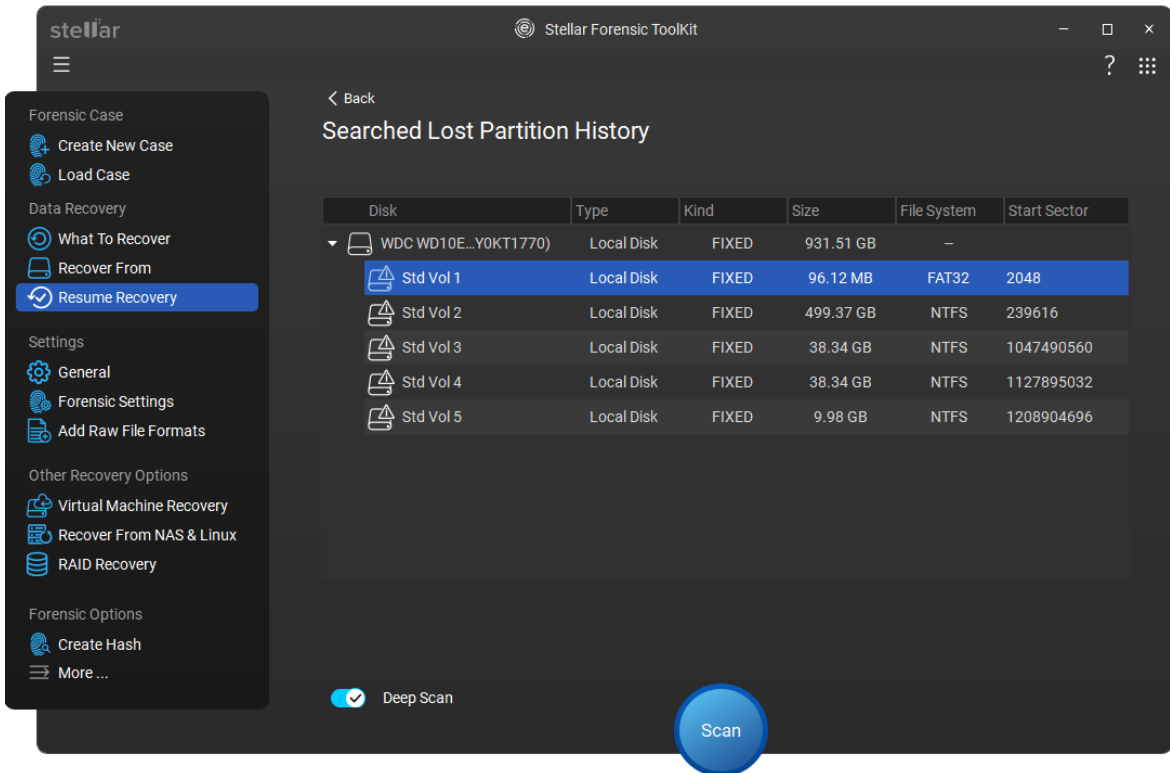 stellar
Stellar Forensic ToolKit
?
Forensic Case
Create New Case
Load Case
Data Recovery
What To Recover
Recover From
Resume Recovery
Settings
General
Forensic Settings
Add Raw File Formats
Other Recovery Options
Virtual Machine Recovery
Recover From NAS & Linux
RAID Recovery
Forensic Options
Create Hash
More ...
Back
Searched Lost Partition History
Disk Type Kind Size File System Start Sector
WDC WD10E...Y0KT1770) Local Disk FIXED 931.51 GB --
Std Vol 1 Local Disk FIXED 96.12 MB FAT32 2048
Std Vol 2 Local Disk FIXED 499.37 GB NTFS 239616
Std Vol 3 Local Disk FIXED 38.34 GB NTFS 1047490560
Std Vol 4 Local Disk FIXED 38.34 GB NTFS 1127895032
Std Vol 5 Local Disk FIXED 9.98 GB NTFS 1208904696
Deep Scan
Scan